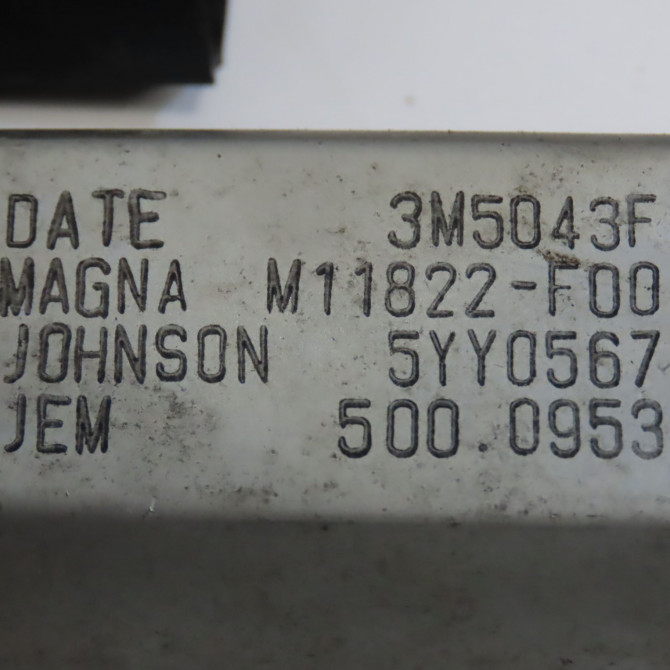 DATE 3M5043F
MAGNA M11822-F00
JOHNSON 5YY0567
JEM 500.0953